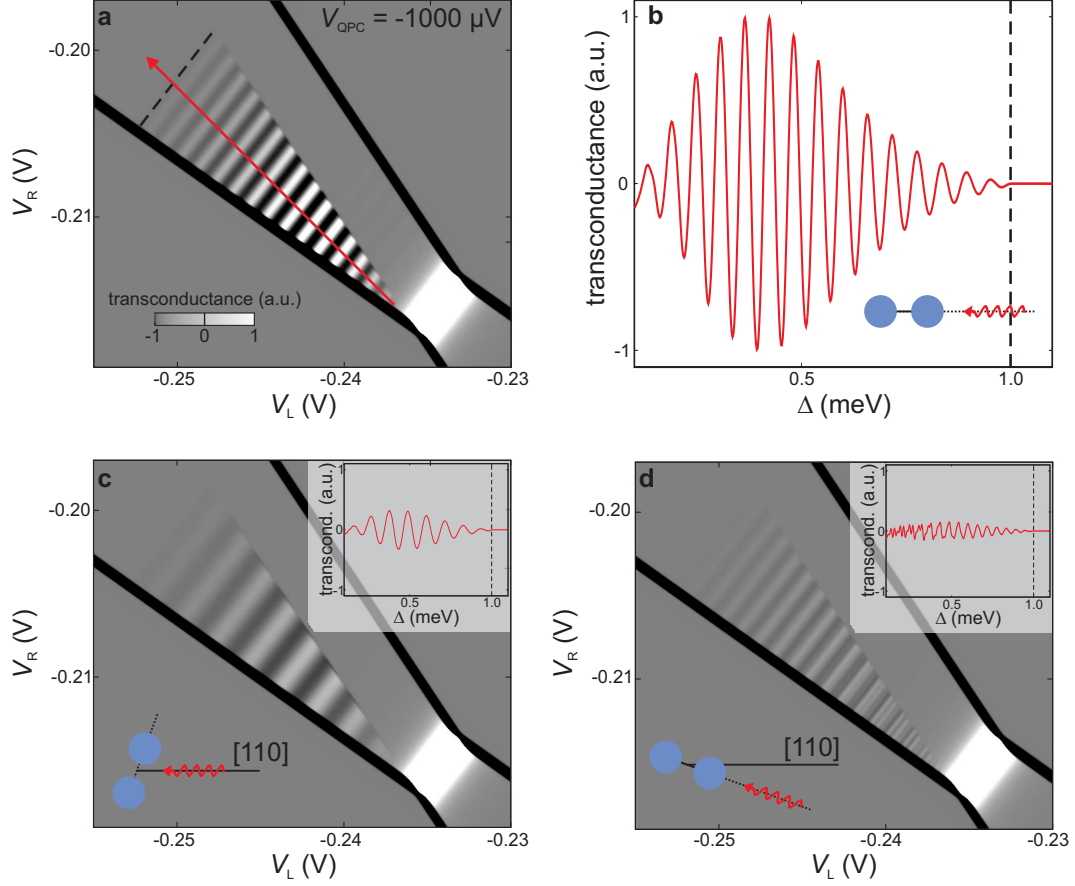 a
V_QPC = -1000 µV
-0.20
-0.21
V_R (V)
transconductance (a.u.)
-1 0 1
-0.25 -0.24 -0.23
V_L (V)
b
1
0
-1
transconductance (a.u.)
0.5 1.0
Δ (meV)
c
-0.20
-0.21
V_R (V)
transcond. (a.u.)
1
0
-1
0.5 1.0
Δ (meV)
[110]
-0.25 -0.24 -0.23
V_L (V)
d
-0.20
-0.21
V_R (V)
transcond. (a.u.)
1
0
-1
0.5 1.0
Δ (meV)
[110]
-0.25 -0.24 -0.23
V_L (V)